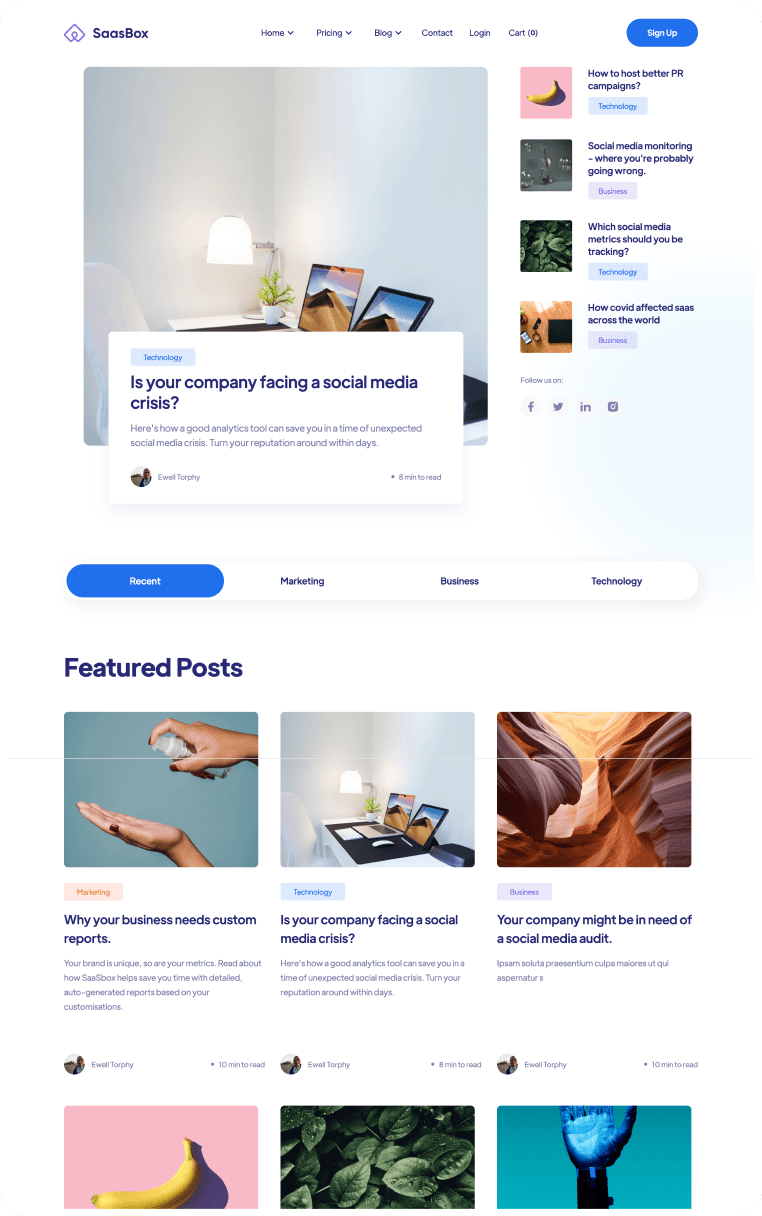 SaasBox
Home Pricing Blog Contact Login Cart (0)
Sign Up
Technology
Is your company facing a social media
crisis?
Here's how a good analytics tool can save you in a time of unexpected
social media crisis. Turn your reputation around within days.
Ewell Torphy
8 min to read
How to host better PR
campaigns?
Technology
Social media monitoring
- where you're probably
going wrong.
Business
Which social media
metrics should you be
tracking?
Technology
How covid affected saas
across the world
Business
Follow us on:
Recent
Marketing
Business
Technology
Featured Posts
Marketing
Why your business needs custom
reports.
Your brand is unique, so are your metrics. Read about
how SaaSbox helps save you time with detailed,
auto-generated reports based on your
customisations.
Ewell Torphy
10 min to read
Technology
Is your company facing a social
media crisis?
Here's how a good analytics tool can save you in a
time of unexpected social media crisis. Turn your
reputation around within days.
Ewell Torphy
8 min to read
Business
Your company might be in need of
a social media audit.
Ipsam soluta praesentium culpa maiores ut qui
aspernatur s
Ewell Torphy
10 min to read